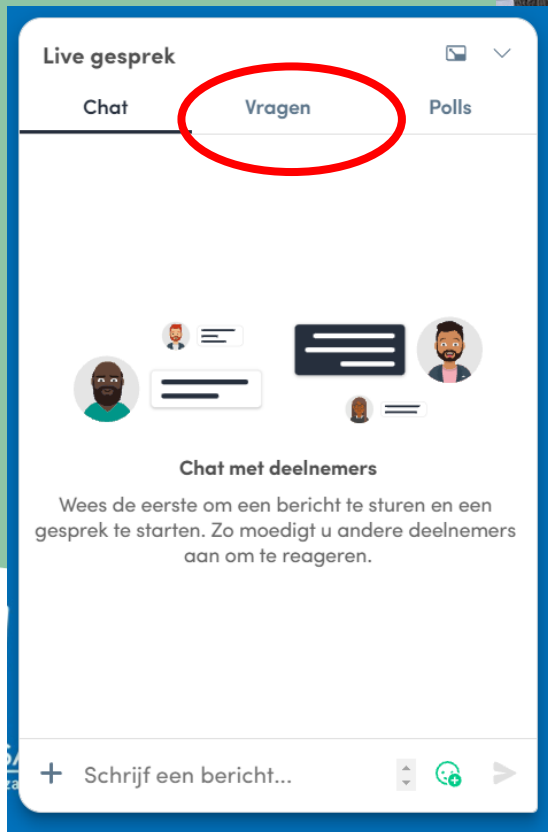 Live gesprek
Chat Vragen Polls
Chat met deelnemers
Wees de eerste om een bericht te sturen en een
gesprek te starten. Zo moedigt u andere deelnemers
aan om te reageren.
Schrijf een bericht...